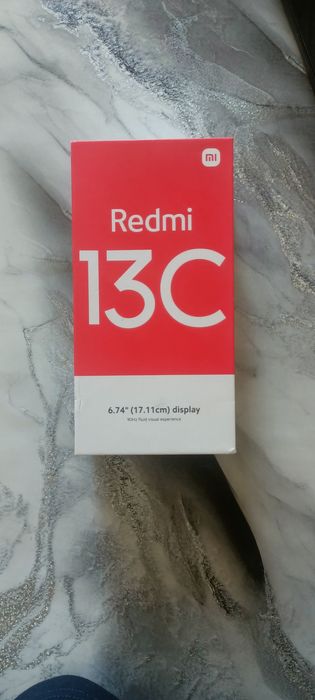 mi
Redmi
13C
6.74" (17.11cm) display
90Hz fluid visual experience